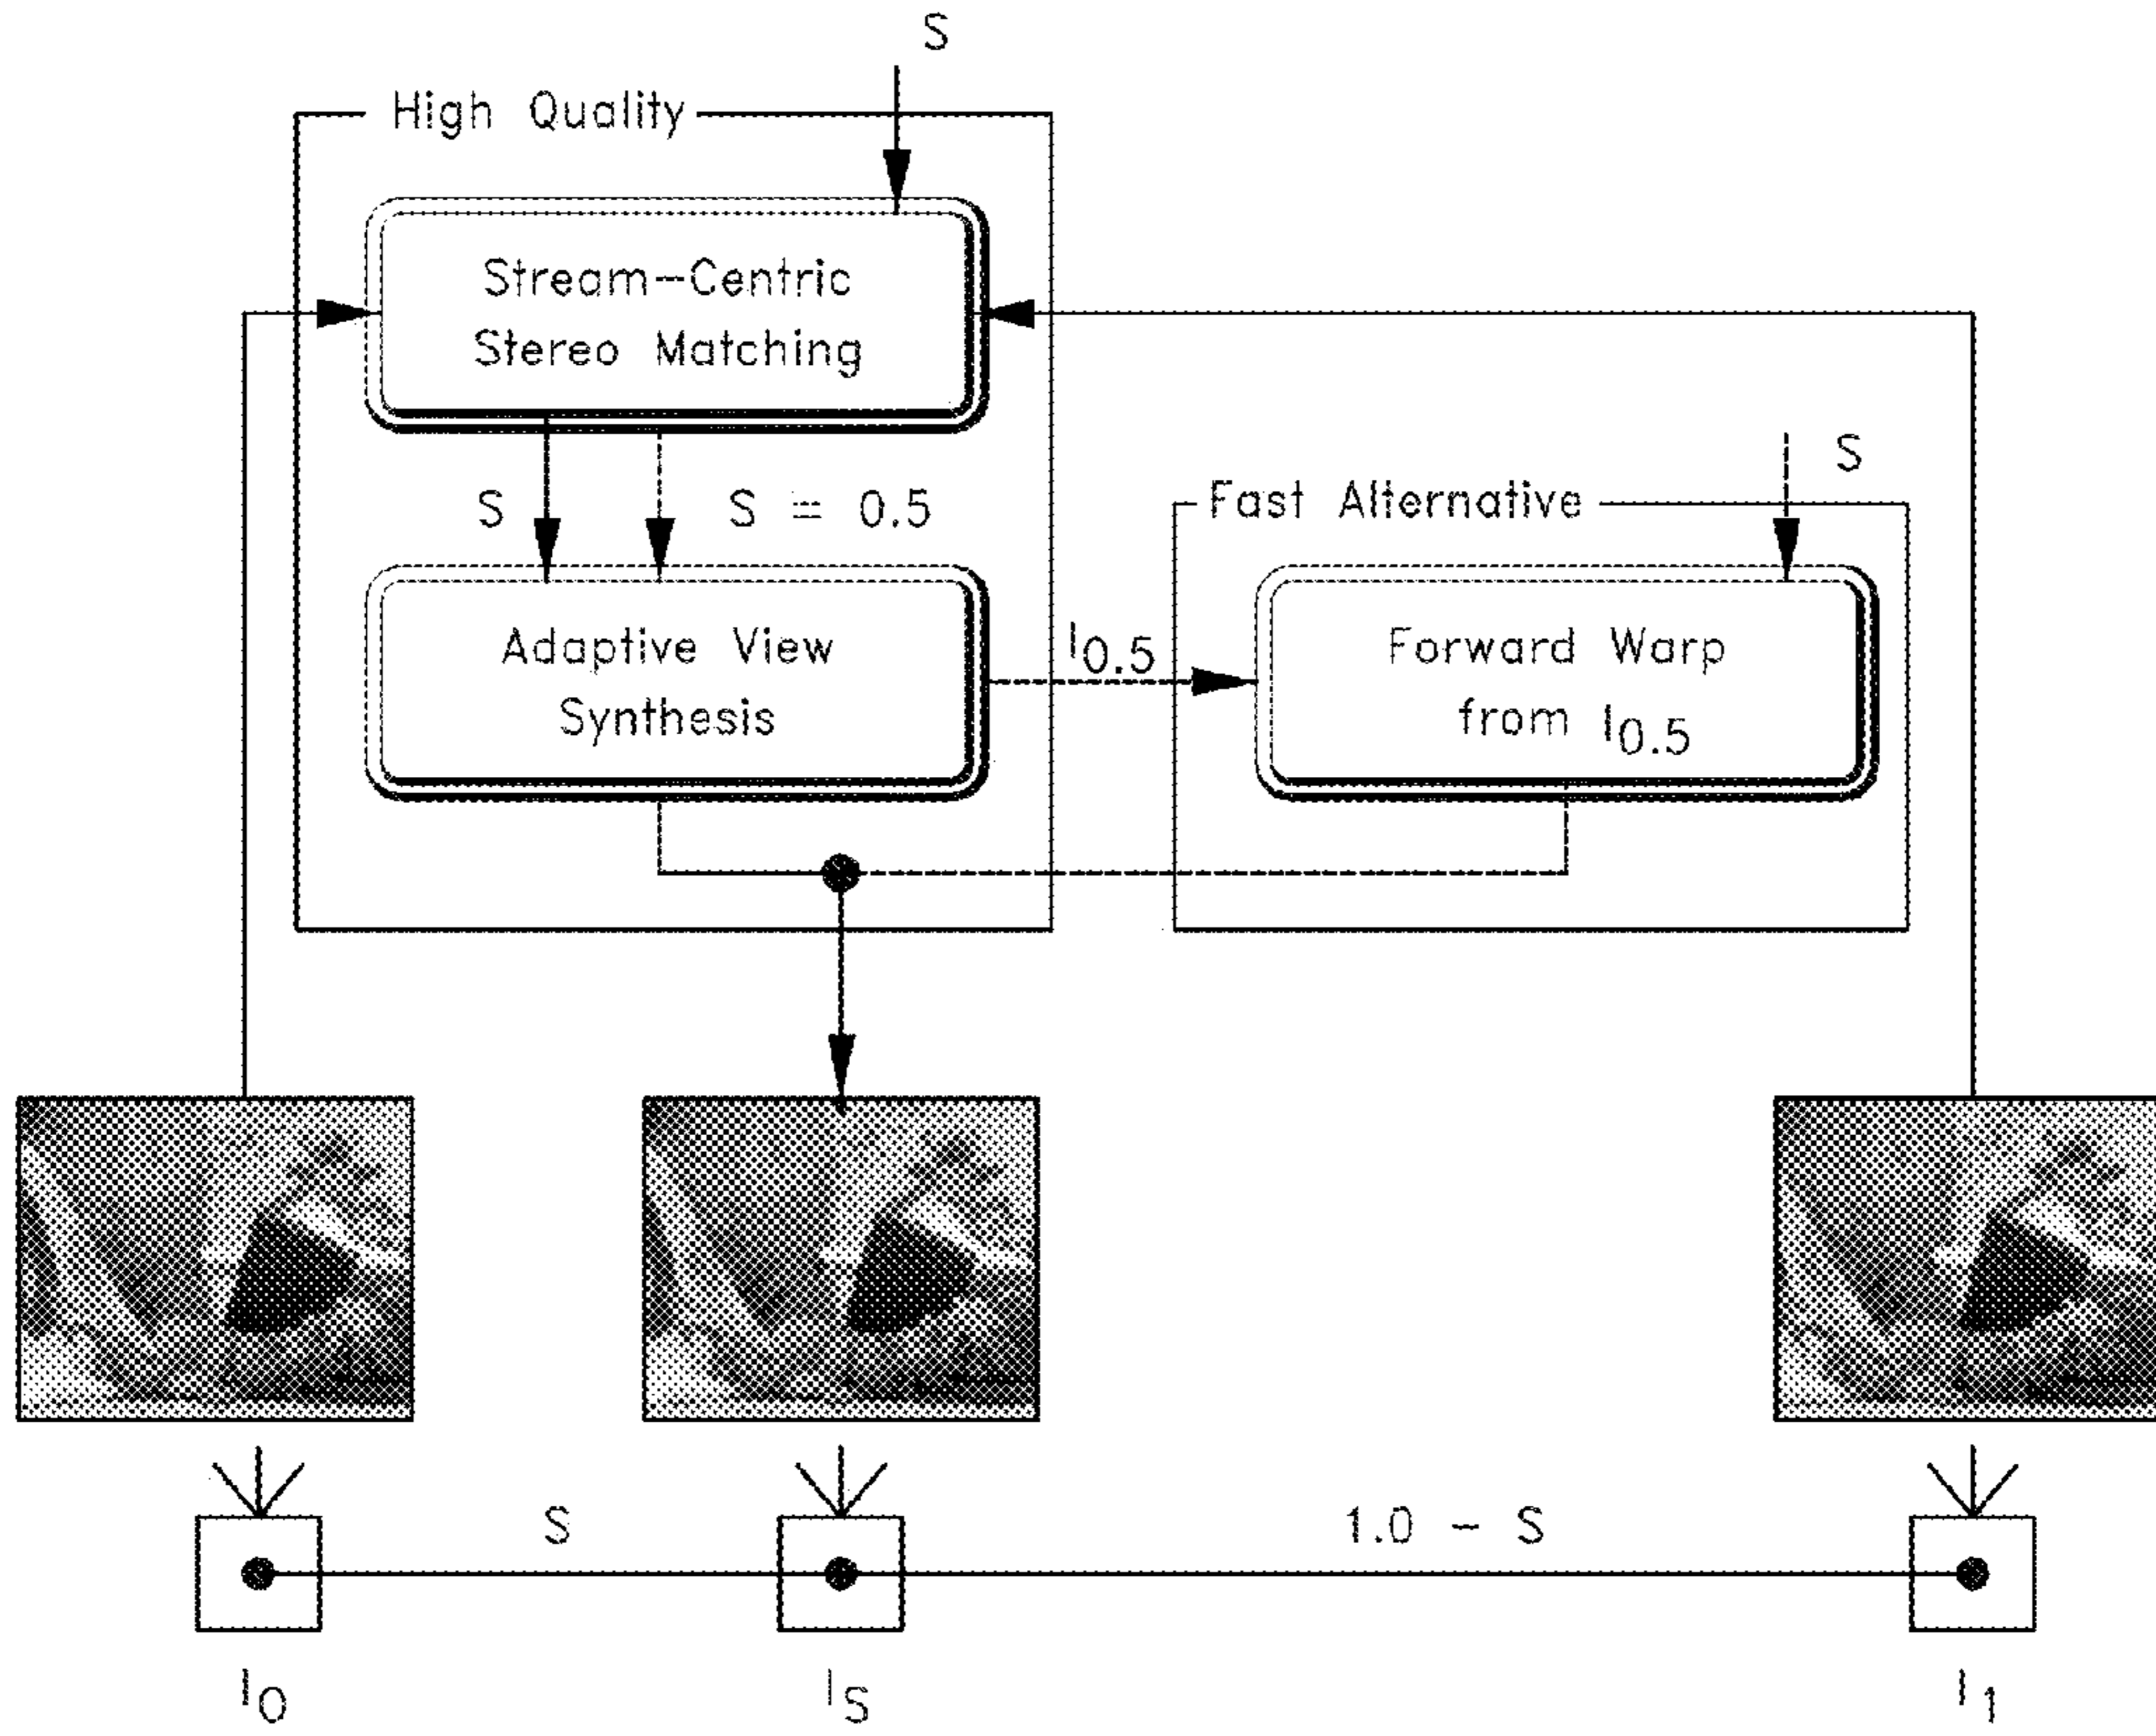 S
High Quality
Stream-Centric
Stereo Matching
S
S = 0.5
S
Fast Alternative
Adaptive View
Synthesis
I0.5
Forward Warp
from I0.5
S
1.0 - S
I0
IS
I1